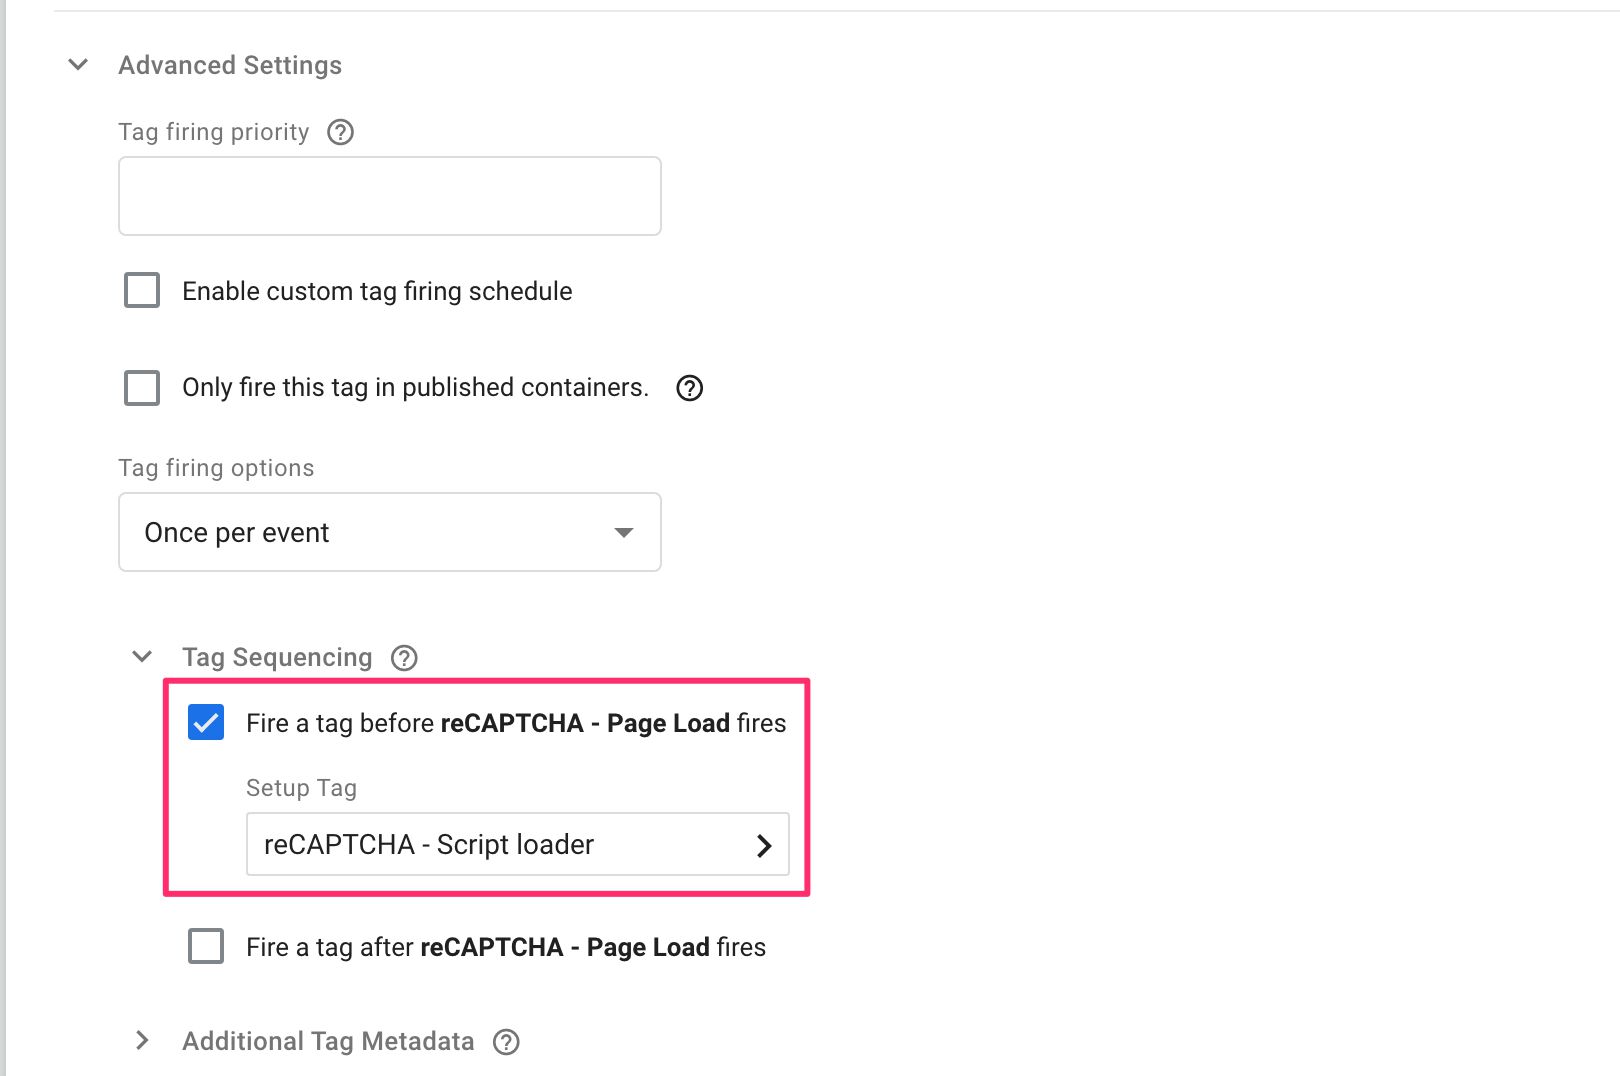 Advanced Settings
Tag firing priority
Enable custom tag firing schedule
Only fire this tag in published containers.
Tag firing options
Once per event
Tag Sequencing
Fire a tag before reCAPTCHA - Page Load fires
Setup Tag
reCAPTCHA - Script loader
Fire a tag after reCAPTCHA - Page Load fires
Additional Tag Metadata